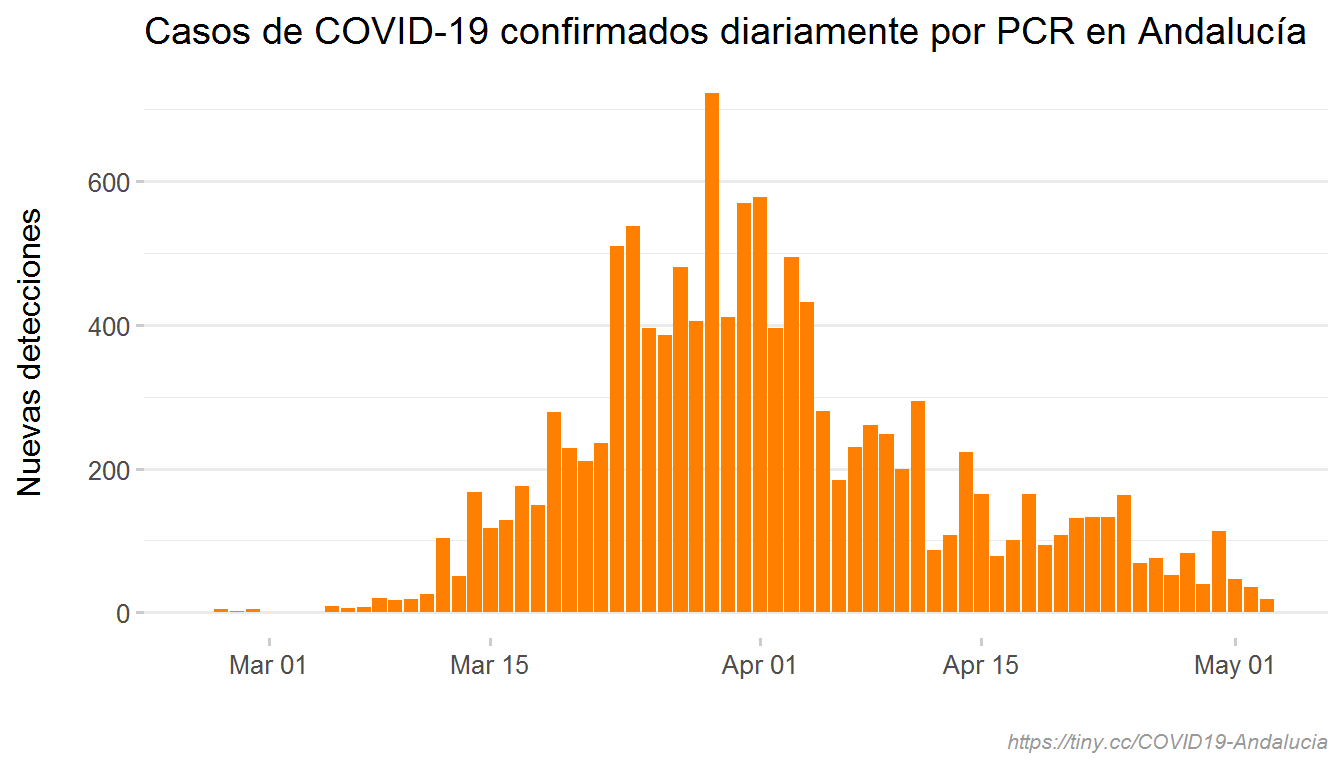 Casos de COVID-19 confirmados diariamente por PCR en Andalucía
Nuevas detecciones
600
400
200
0
Mar 01 Mar 15 Apr 01 Apr 15 May 01
https://tiny.cc/COVID19-Andalucia